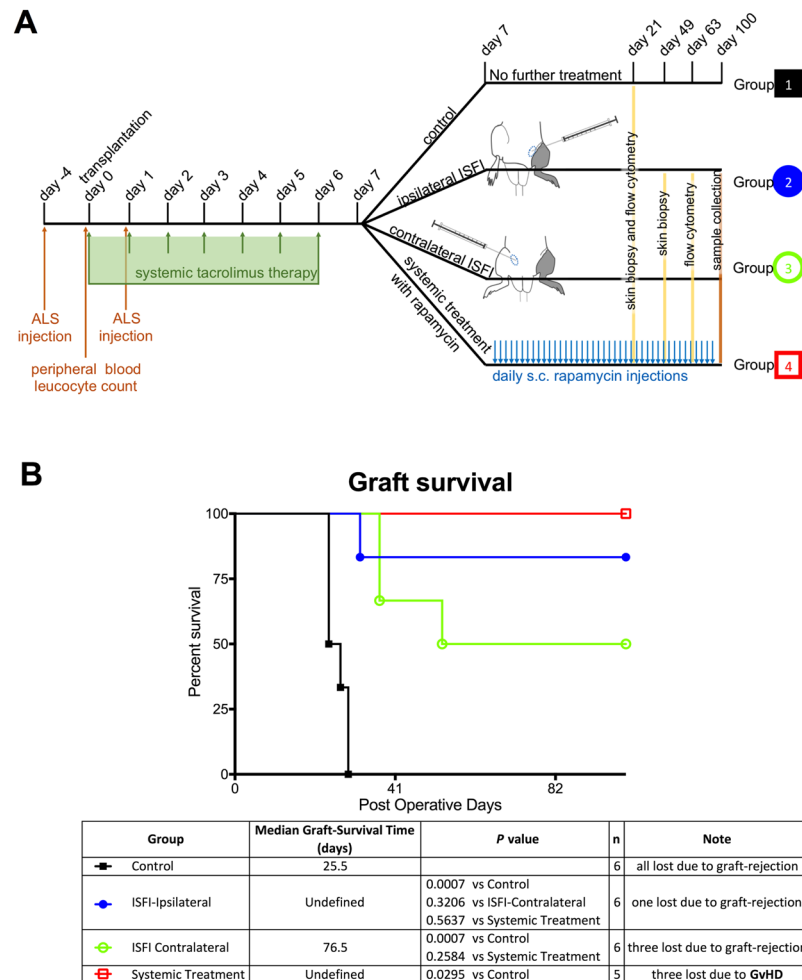 A
day -4
transplantation
day 0
day 1
day 2
day 3
day 4
day 5
day 6
day 7
systemic tacrolimus therapy
ALS
injection
ALS
injection
peripheral blood
leucocyte count
control
ipsilateral ISFI
contralateral ISFI
systemic treatment
with rapamycin
day 7
day 21
day 49
day 63
day 100
No further treatment
skin biopsy and flow cytometry
skin biopsy
flow cytometry
sample collection
daily s.c. rapamycin injections
Group 1
Group 2
Group 3
Group 4
B
Graft survival
Percent survival
100
75
50
25
0
0 41 82
Post Operative Days
Group Median Graft-Survival Time (days) P value n Note
Control 25.5 6 all lost due to graft-rejection
0.0007 vs Control
ISFI-Ipsilateral Undefined 0.3206 vs ISFI-Contralateral 6 one lost due to graft-rejection
0.5637 vs Systemic Treatment
ISFI Contralateral 76.5 0.0007 vs Control 6 three lost due to graft-rejection
0.2584 vs Systemic Treatment
Systemic Treatment Undefined 0.0295 vs Control 5 three lost due to GvHD